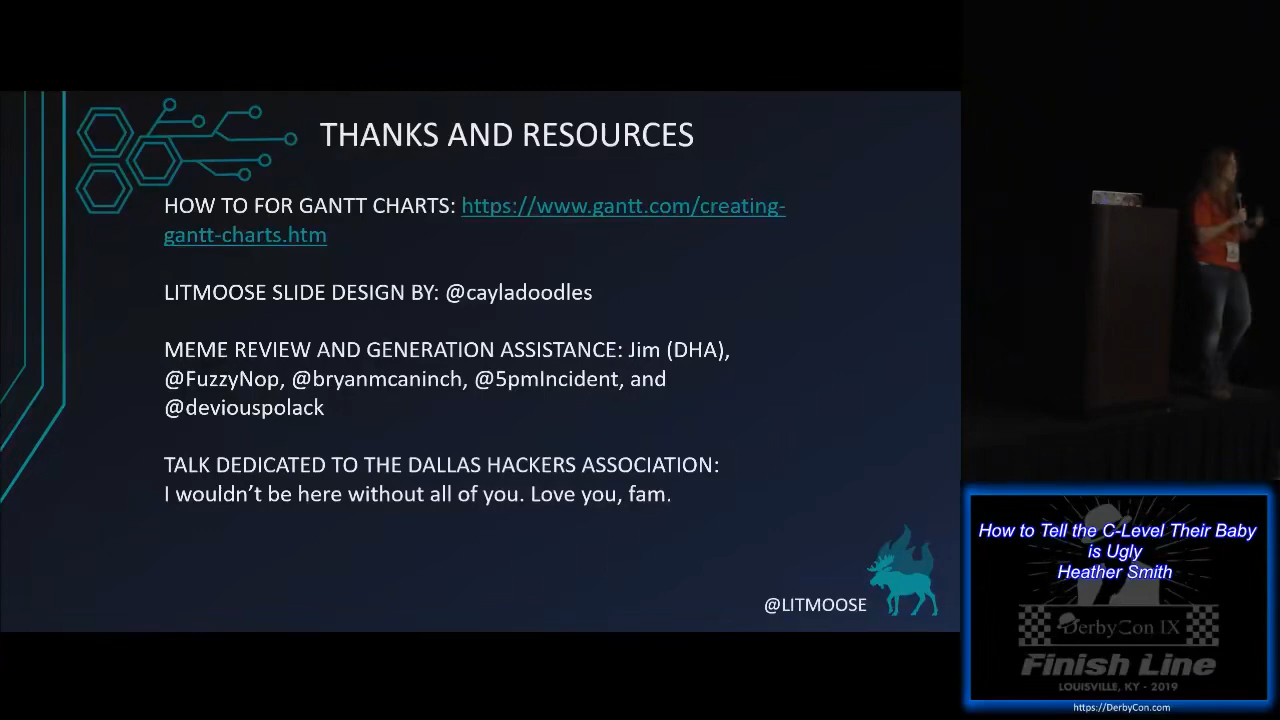 THANKS AND RESOURCES
HOW TO FOR GANTT CHARTS: https://www.gantt.com/creating-
gantt-charts.htm
LITMOOSE SLIDE DESIGN BY: @cayladoodles
MEME REVIEW AND GENERATION ASSISTANCE: Jim (DHA),
@FuzzyNop, @bryanmcaninch, @5pmIncident, and
@deviouspolack
TALK DEDICATED TO THE DALLAS HACKERS ASSOCIATION:
I wouldn’t be here without all of you. Love you, fam.
@LITMOOSE
How to Tell the C-Level Their Baby
is Ugly
Heather Smith
DerbyCon IX
Finish Line
LOUISVILLE, KY - 2019
https://DerbyCon.com